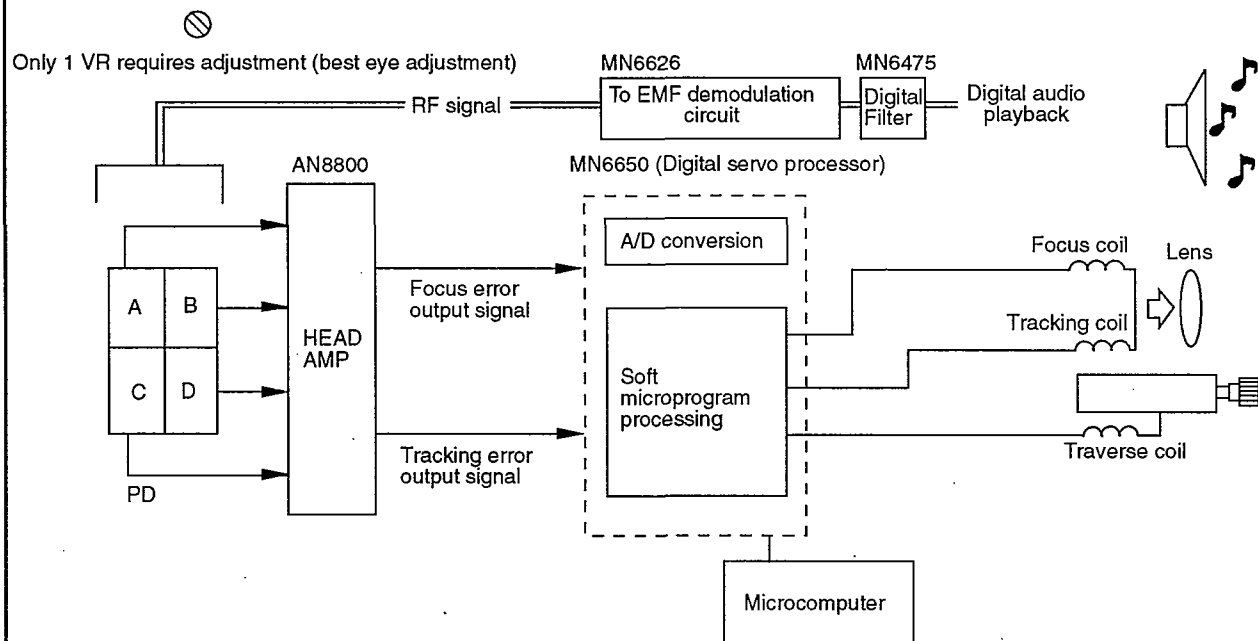 Only 1 VR requires adjustment (best eye adjustment)
MN6626
MN6475
RF signal
To EMF demodulation
circuit
Digital
Filter
Digital audio
playback
AN8800
MN6650 (Digital servo processor)
A/D conversion
Focus coil
Lens
A
B
Focus error
output signal
HEAD
AMP
Tracking coil
C
D
Soft
microprogram
processing
Tracking error
output signal
Traverse coil
PD
Microcomputer